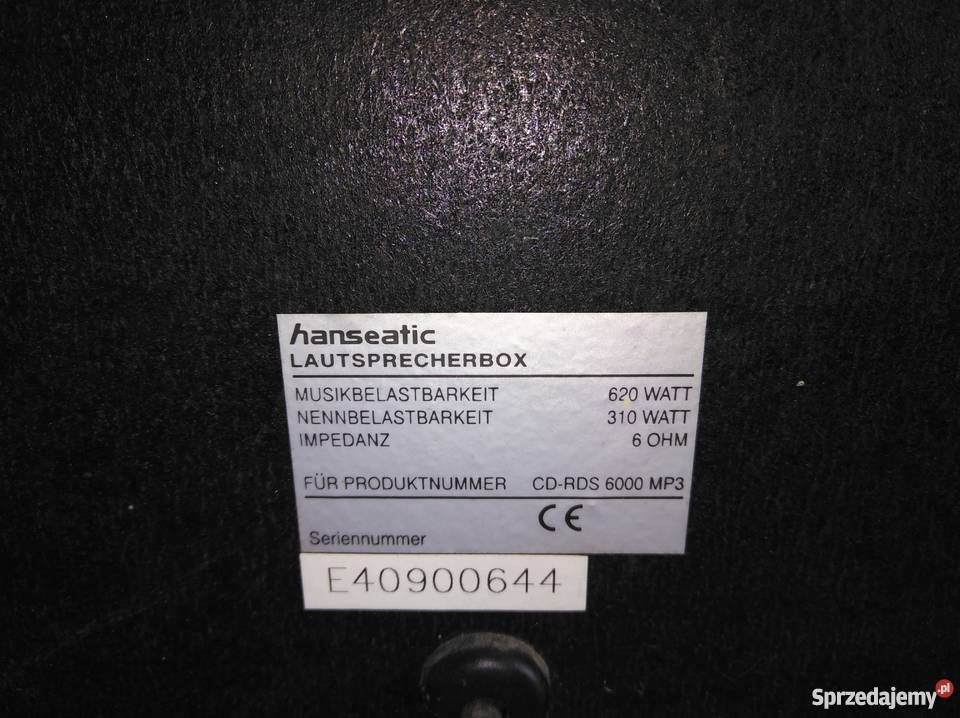 hanseatic
LAUTSPRECHERBOX
MUSIKBELASTBARKEIT 620 WATT
NENNBELASTBARKEIT 310 WATT
IMPEDANZ 6 OHM
FÜR PRODUKTNUMMER CD-RDS 6000 MP3
CE
Seriennummer
E40900644
Sprzedajemy.pl